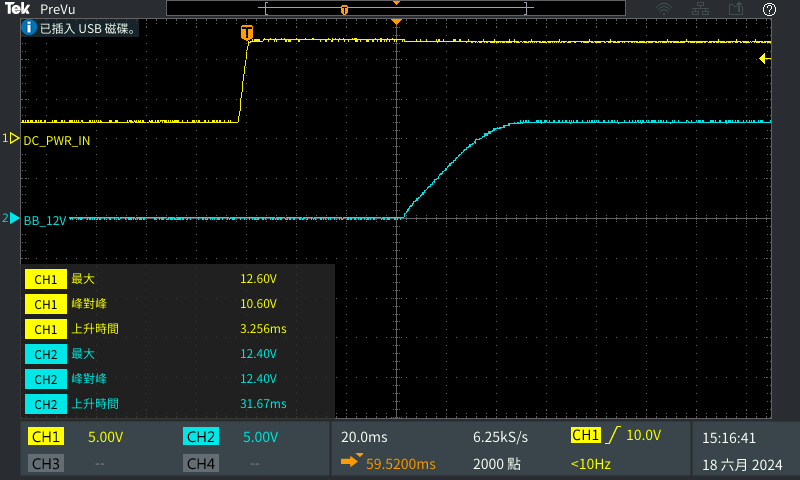 Tek PreVu
T
?
i 已插入 USB 磁碟。
T
1 DC_PWR_IN
2 BB_12V
CH1 最大 12.60V
CH1 峰對峰 10.60V
CH1 上升時間 3.256ms
CH2 最大 12.40V
CH2 峰對峰 12.40V
CH2 上升時間 31.67ms
CH1 5.00V CH2 5.00V 20.0ms 6.25kS/s CH1 10.0V 15:16:41
CH3 -- CH4 -- 59.5200ms 2000 點 <10Hz 18 六月 2024